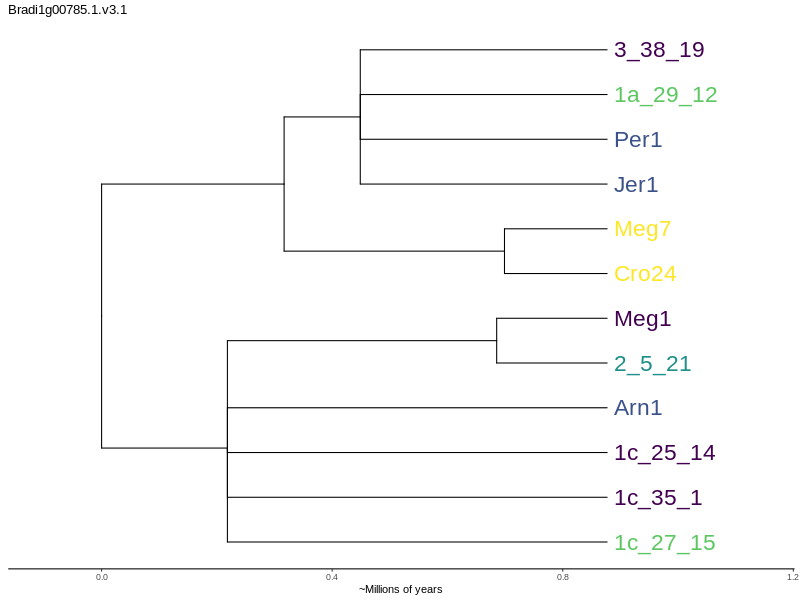 Bradi1g00785.1.v3.1
3_38_19
1a_29_12
Per1
Jer1
Meg7
Cro24
Meg1
2_5_21
Arn1
1c_25_14
1c_35_1
1c_27_15
0.0 0.4 0.8 1.2
~Millions of years